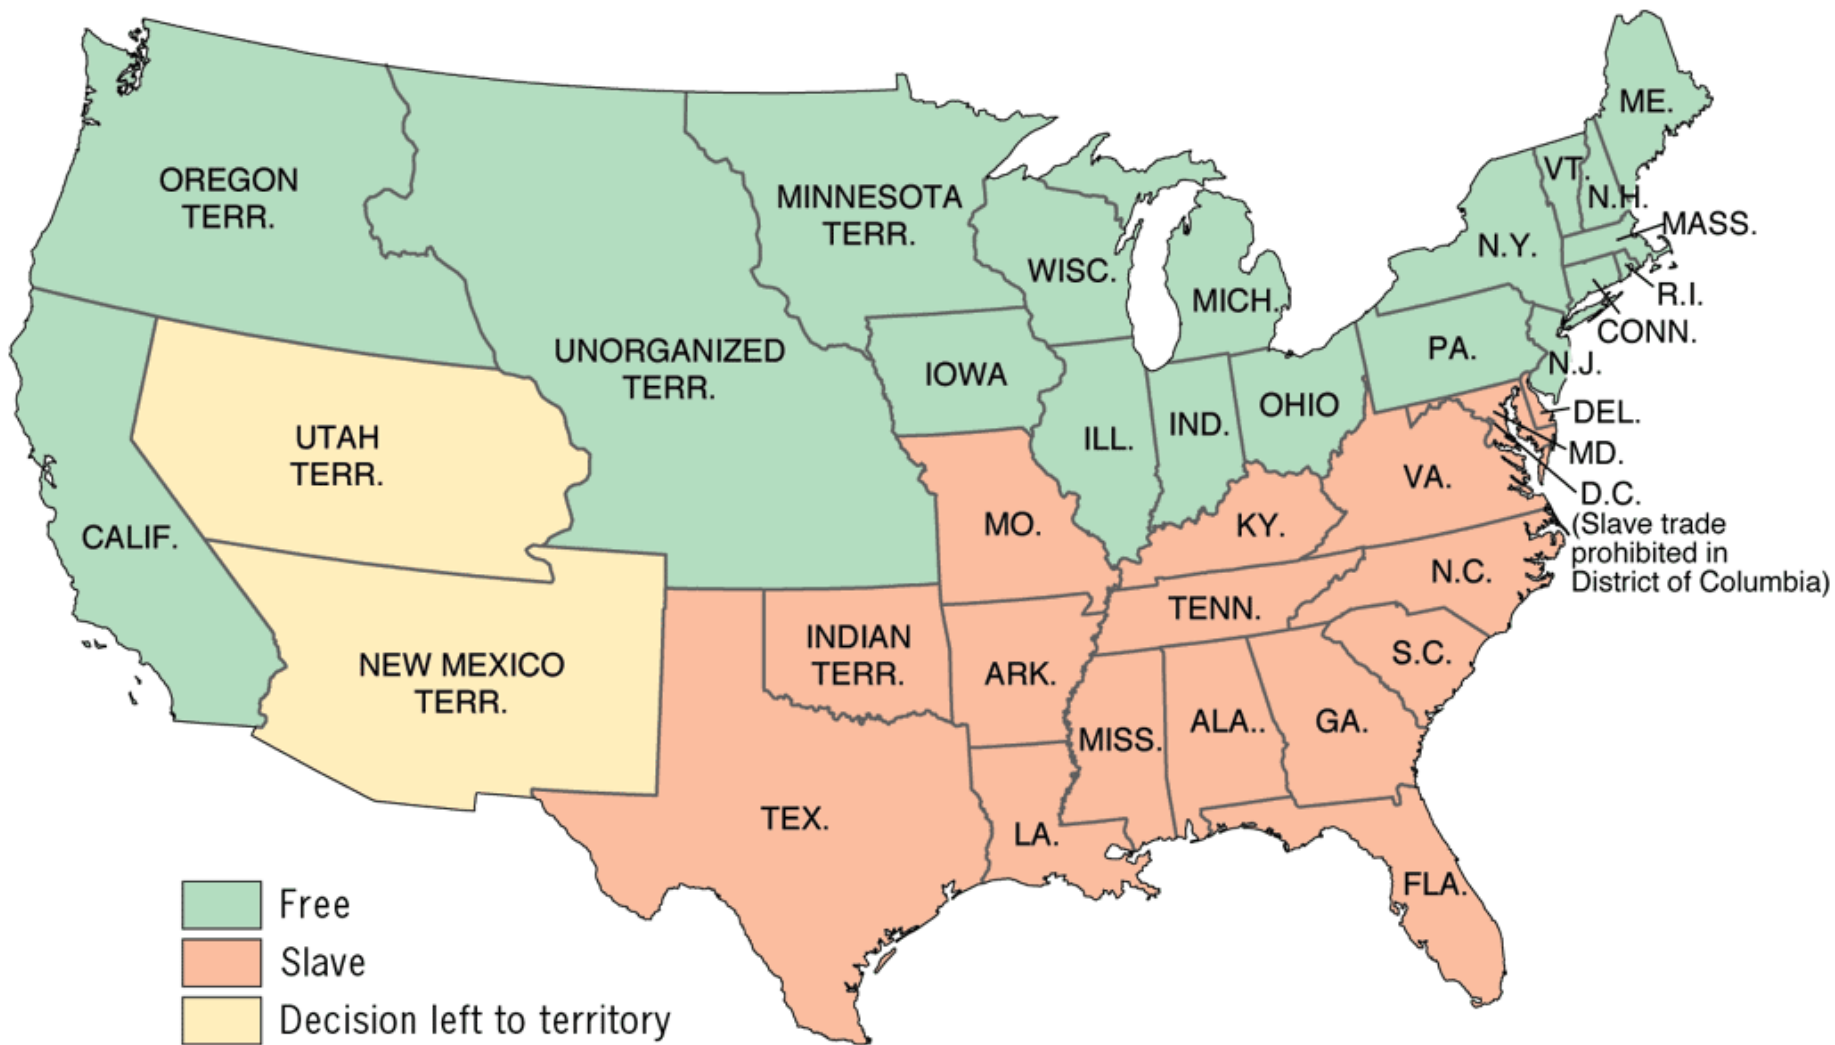 ME.
OREGON
TERR.
MINNESOTA
TERR.
VT.
N.H.
MASS.
N.Y.
WISC.
MICH.
R.I.
CONN.
UNORGANIZED
TERR.
IOWA
PA.
N.J.
UTAH
TERR.
ILL.
IND.
OHIO
DEL.
MD.
VA.
D.C.
(Slave trade
prohibited in
District of Columbia)
CALIF.
MO.
KY.
N.C.
TENN.
NEW MEXICO
TERR.
INDIAN
TERR.
ARK.
S.C.
MISS.
ALA..
GA.
TEX.
LA.
FLA.
Free
Slave
Decision left to territory